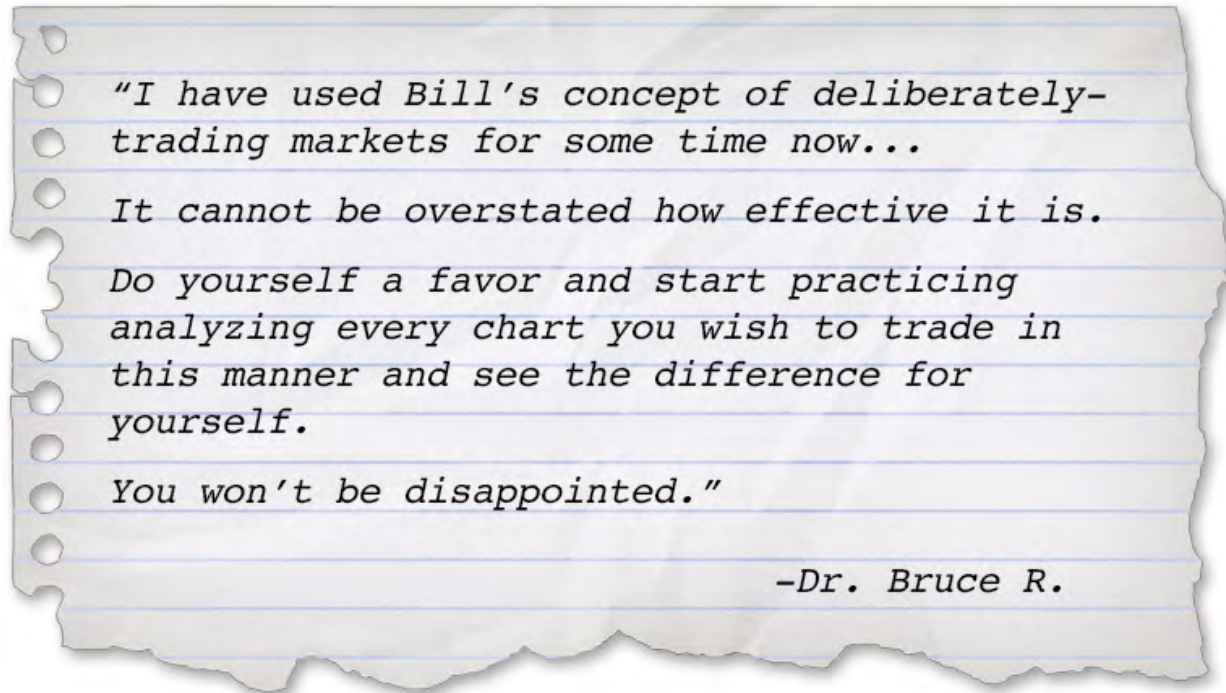 “I have used Bill’s concept of deliberately-
trading markets for some time now...
It cannot be overstated how effective it is.
Do yourself a favor and start practicing
analyzing every chart you wish to trade in
this manner and see the difference for
yourself.
You won’t be disappointed.”
-Dr. Bruce R.